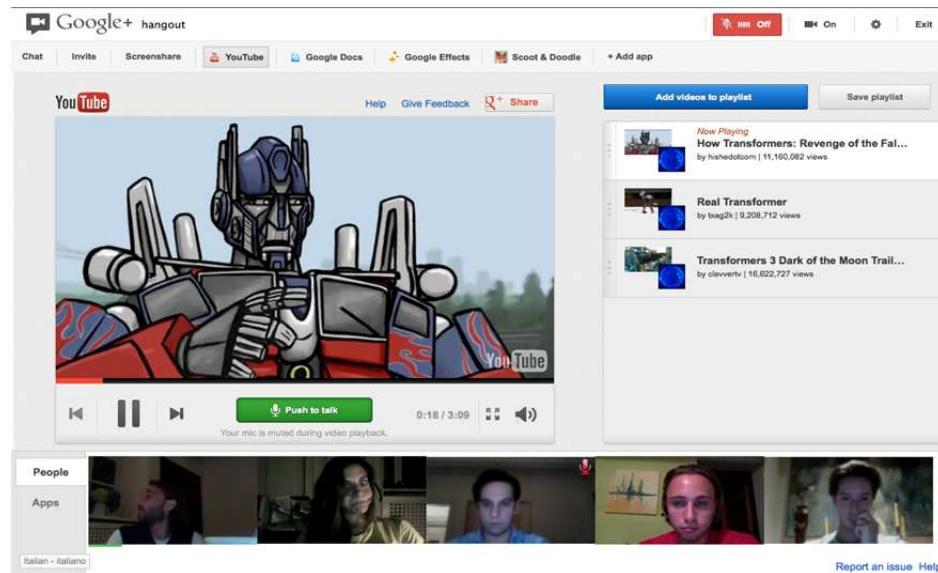 Google+ hangout
Off
On
Exit
Chat
Invite
Screenshare
YouTube
Google Docs
Google Effects
Scoot & Doodle
+ Add app
YouTube
Help
Give Feedback
Share
Add videos to playlist
Save playlist
Now Playing
How Transformers: Revenge of the Fal...
by hishedotcom | 11,160,082 views
Real Transformer
by txag2k | 9,208,712 views
Transformers 3 Dark of the Moon Trail...
by clevvertv | 16,622,727 views
YouTube
Push to talk
0:18 / 3:09
Your mic is muted during video playback.
People
Apps
Italian - italiano
Report an issue Help